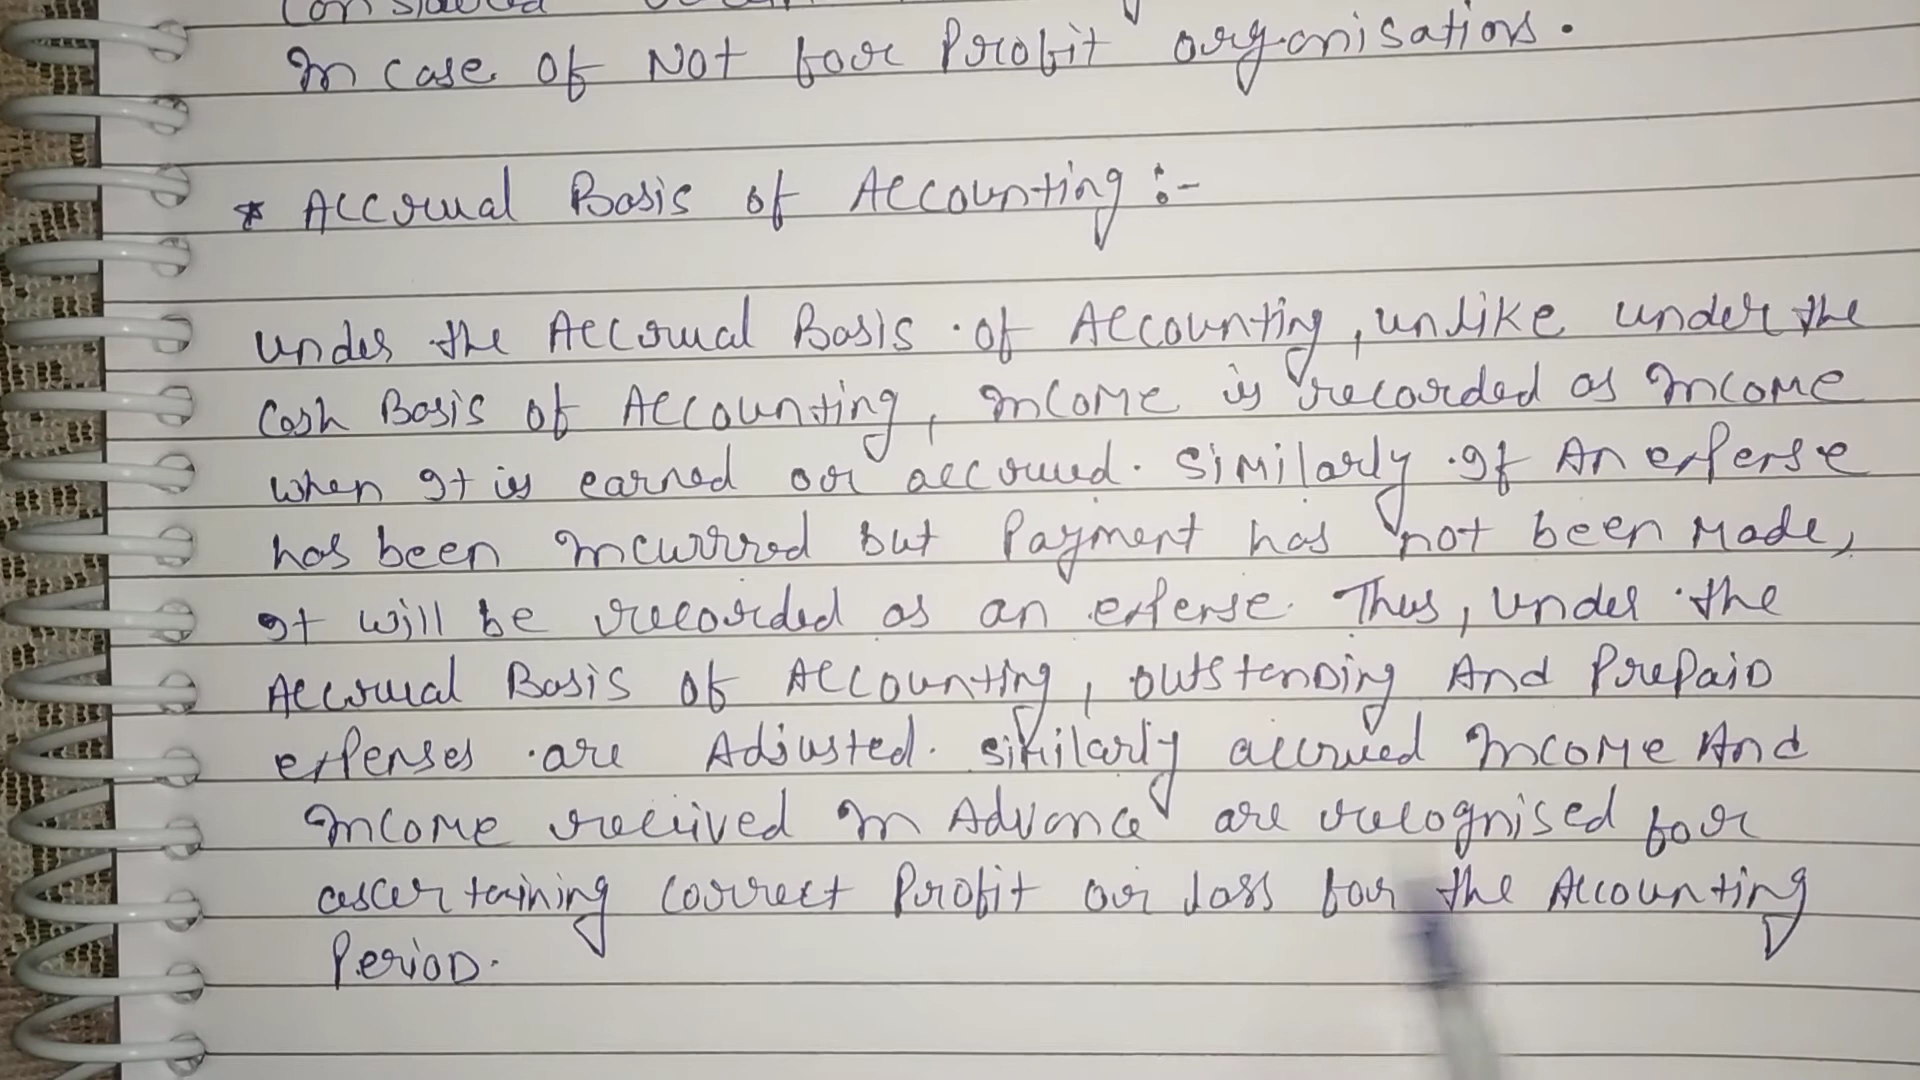 In case of Not for Profit organisations.
* Accrual Basis of Accounting :-
under the Accrual Basis of Accounting, unlike under the
Cash Basis of Accounting, Income is recorded as Income
when It is earned or accrued. Similarly If An expense
has been Incurred but Payment has not been Made,
It will be recorded as an expense. Thus, under the
Accrual Basis of Accounting, outstanding And Prepaid
expenses are Adjusted. Similarly accrued Income And
Income received In Advance are recognised for
ascertaining correct Profit or loss for the Accounting
Period.